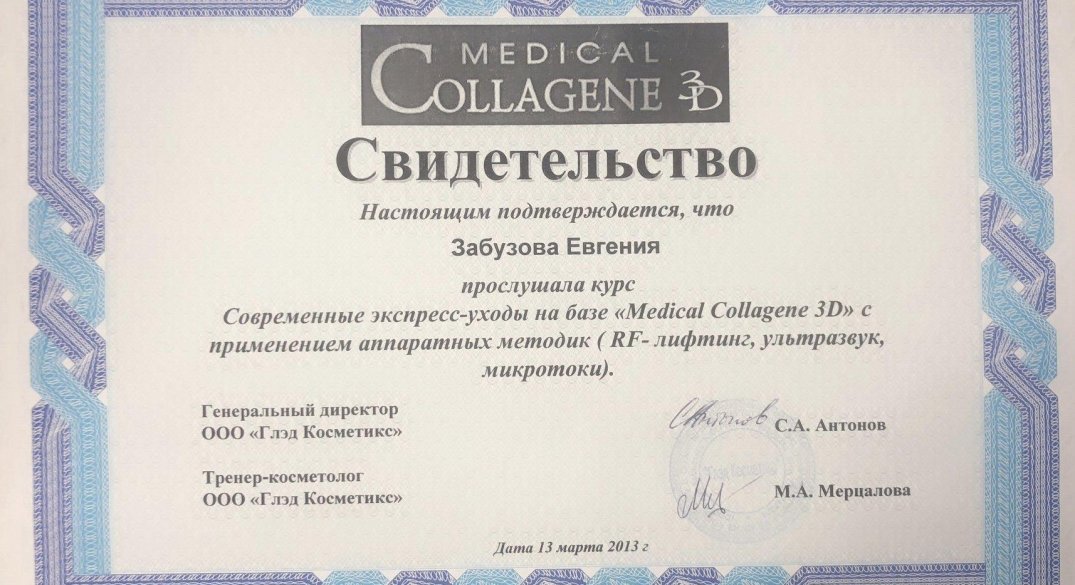 MEDICAL
COLLAGENE 3D
Свидетельство
Настоящим подтверждается, что
Забузова Евгения
прослушала курс
Современные экспресс-уходы на базе «Medical Collagene 3D» с
применением аппаратных методик ( RF- лифтинг, ультразвук,
микротоки).
Генеральный директор
ООО «Глэд Косметикс»
С.А. Антонов
Тренер-косметолог
ООО «Глэд Косметикс»
М.А. Мерцалова
Дата 13 марта 2013 г